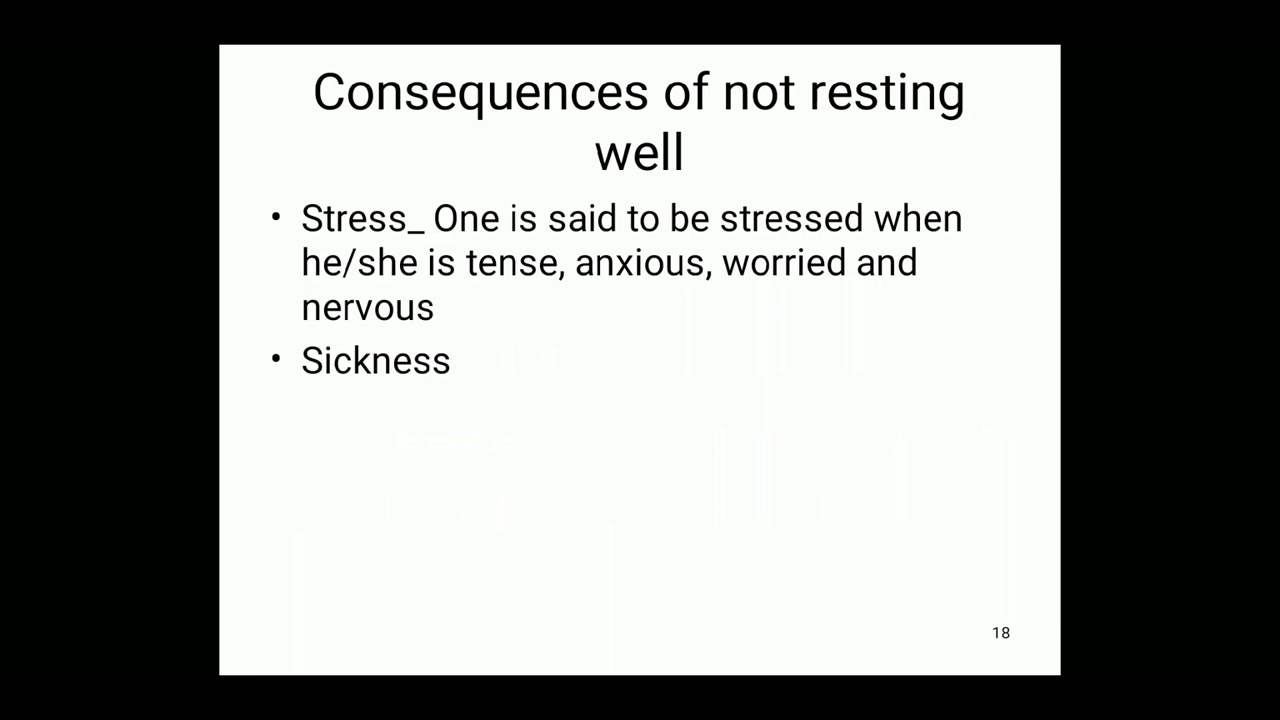 Consequences of not resting
well
• Stress_ One is said to be stressed when
he/she is tense, anxious, worried and
nervous
• Sickness
18